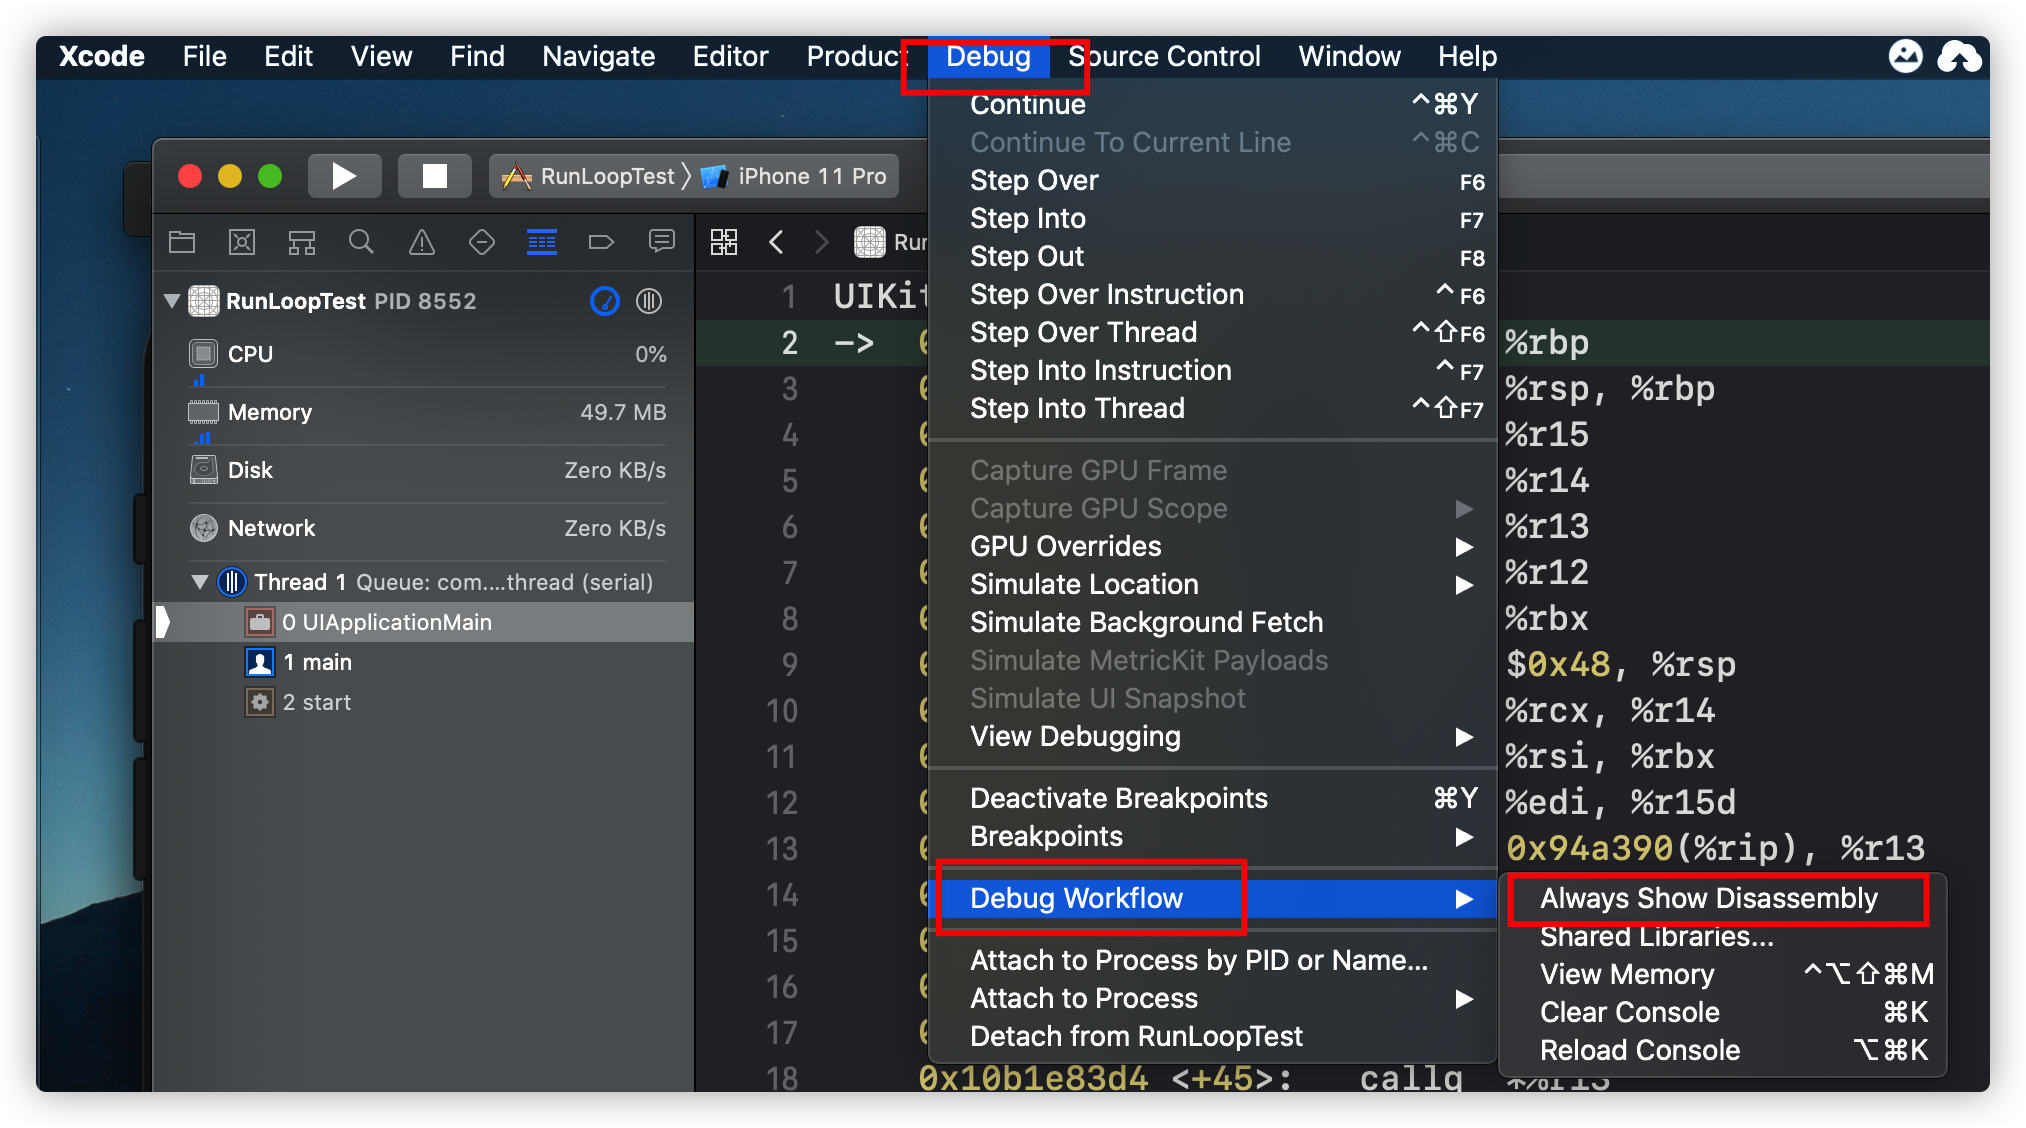 Xcode File Edit View Find Navigate Editor Product Debug Source Control Window Help
Continue ^⌘Y
Continue To Current Line ^⌘C
RunLoopTest 〉 iPhone 11 Pro
Step Over F6
Step Into F7
Step Out F8
Step Over Instruction ^F6
Step Over Thread ^⇧F6
Step Into Instruction ^F7
Step Into Thread ^⇧F7
Capture GPU Frame
Capture GPU Scope ▶
GPU Overrides ▶
Simulate Location ▶
Simulate Background Fetch
Simulate MetricKit Payloads
Simulate UI Snapshot
View Debugging ▶
Deactivate Breakpoints ⌘Y
Breakpoints ▶
Debug Workflow ▶
Attach to Process by PID or Name...
Attach to Process ▶
Detach from RunLoopTest
Always Show Disassembly
Shared Libraries...
View Memory ^⌥⇧⌘M
Clear Console ⌘K
Reload Console ⌥⌘K
RunLoopTest PID 8552
CPU 0%
Memory 49.7 MB
Disk Zero KB/s
Network Zero KB/s
Thread 1 Queue: com....thread (serial)
0 UIApplicationMain
1 main
2 start
1 UIKit
2 -> %rbp
3 %rsp, %rbp
4 %r15
5 %r14
6 %r13
7 %r12
8 %rbx
9 $0x48, %rsp
10 %rcx, %r14
11 %rsi, %rbx
12 %edi, %r15d
13 0x94a390(%rip), %r13
14
15
16
17
18 0x10b1e83d4 <+45>: callq *%r13